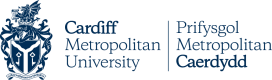 Cardiff
Metropolitan
University
Prifysgol
Metropolitan
Caerdydd